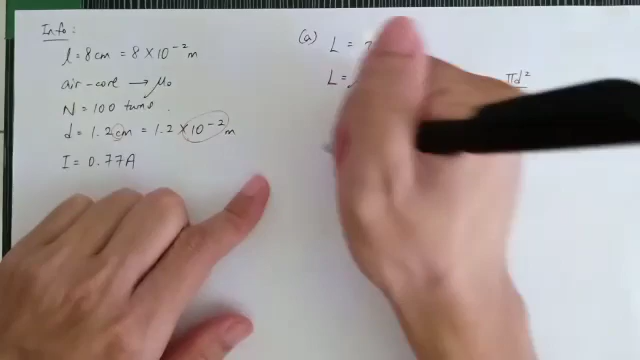 Info:
l = 8 cm = 8 × 10⁻² m
air-core → μ₀
N = 100 turns.
d = 1.2 cm = 1.2 × 10⁻² m
I = 0.77A
(a) L =
L = πd²